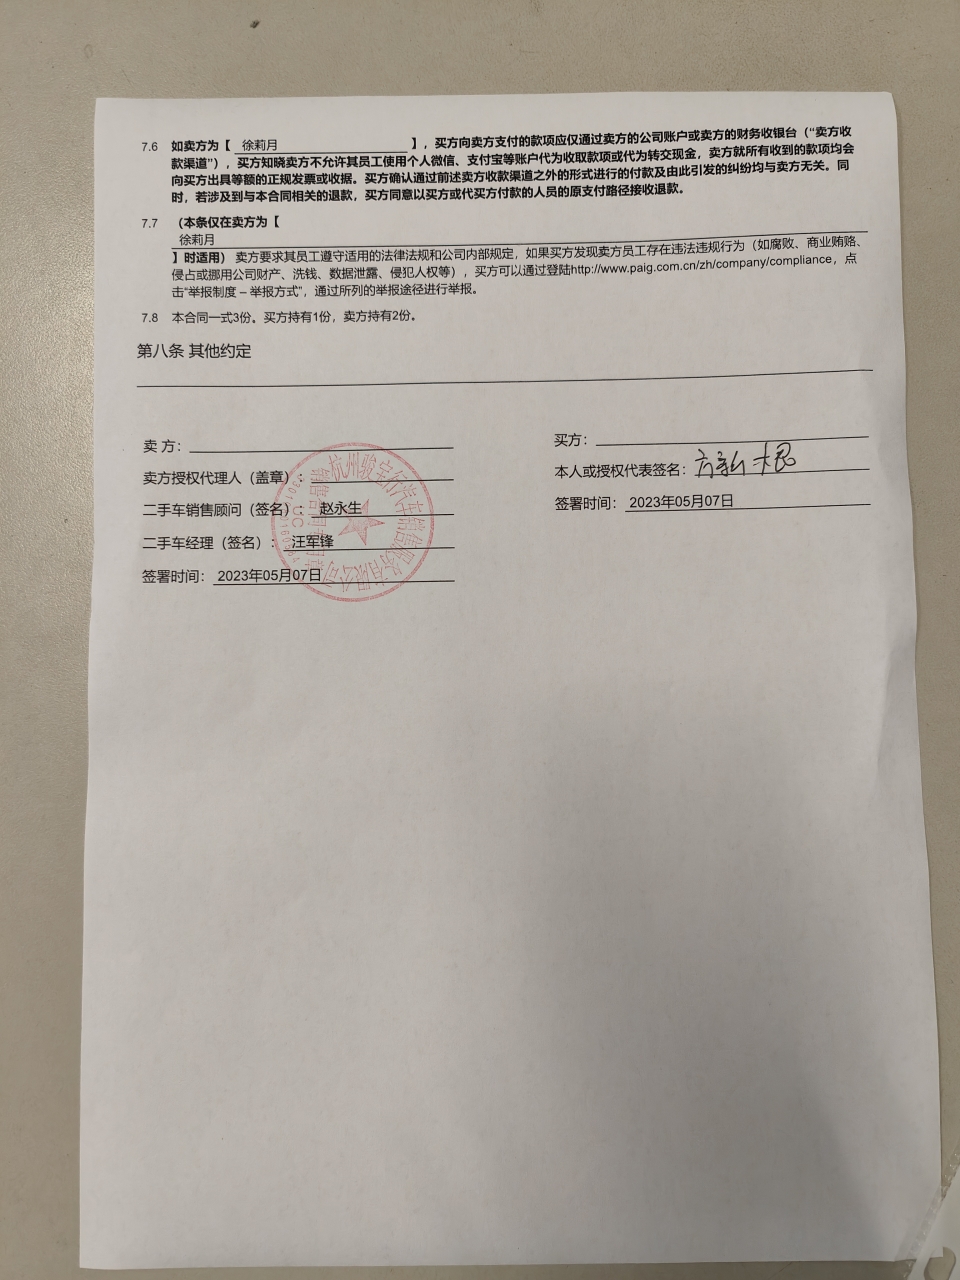 7.6 如卖方为【 徐莉月 】，买方向卖方支付的款项应仅通过卖方的公司账户或卖方的财务收银台（“卖方收
款渠道”），买方知晓卖方不允许其员工使用个人微信、支付宝等账户代为收取款项或代为转交现金，卖方就所有收到的款项均会
向买方出具等额的正规发票或收据。买方确认通过前述卖方收款渠道之外的形式进行的付款及由此引发的纠纷均与卖方无关。同
时，若涉及到与本合同相关的退款，买方同意以买方或代买方付款的人员的原支付路径接收退款。
7.7 （本条仅在卖方为【
徐莉月
】时适用） 卖方要求其员工遵守适用的法律法规和公司内部规定，如果买方发现卖方员工存在违法违规行为（如腐败、商业贿赂、
侵占或挪用公司财产、洗钱、数据泄露、侵犯人权等），买方可以通过登陆http://www.paig.com.cn/zh/company/compliance，点
击“举报制度 – 举报方式”，通过所列的举报途径进行举报。
7.8 本合同一式3份。买方持有1份，卖方持有2份。
第八条 其他约定
卖 方：
卖方授权代理人（盖章）：
二手车销售顾问（签名）： 赵永生
二手车经理（签名）： 汪军锋
签署时间： 2023年05月07日
买方：
本人或授权代表签名：
签署时间： 2023年05月07日
杭州骏宝行汽车销售服务有限公司
UC